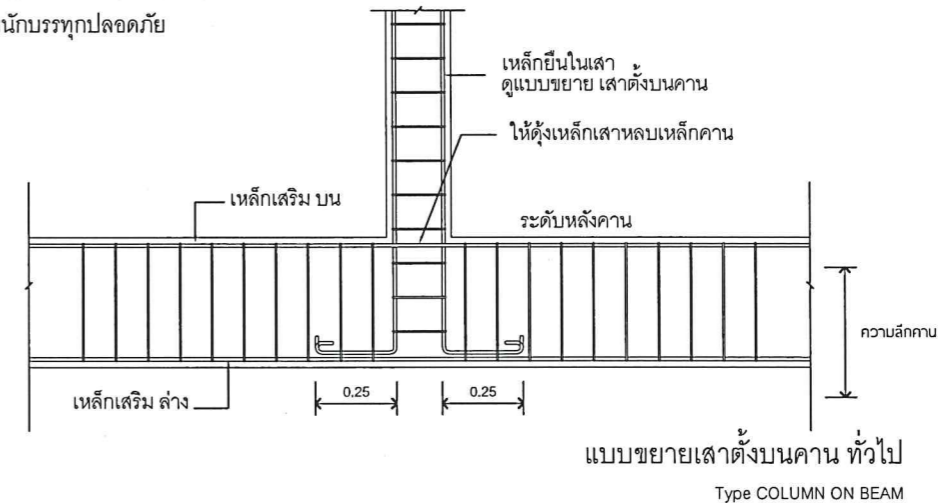 นักบรรทุกปลอดภัย
เหล็กยืนในเสา
ดูแบบขยาย เสาตั้งบนคาน
ให้ดุ้งเหล็กเสาหลบเหล็กคาน
เหล็กเสริม บน
ระดับหลังคาน
ความลึกคาน
เหล็กเสริม ล่าง
0.25
0.25
แบบขยายเสาตั้งบนคาน ทั่วไป
Type COLUMN ON BEAM